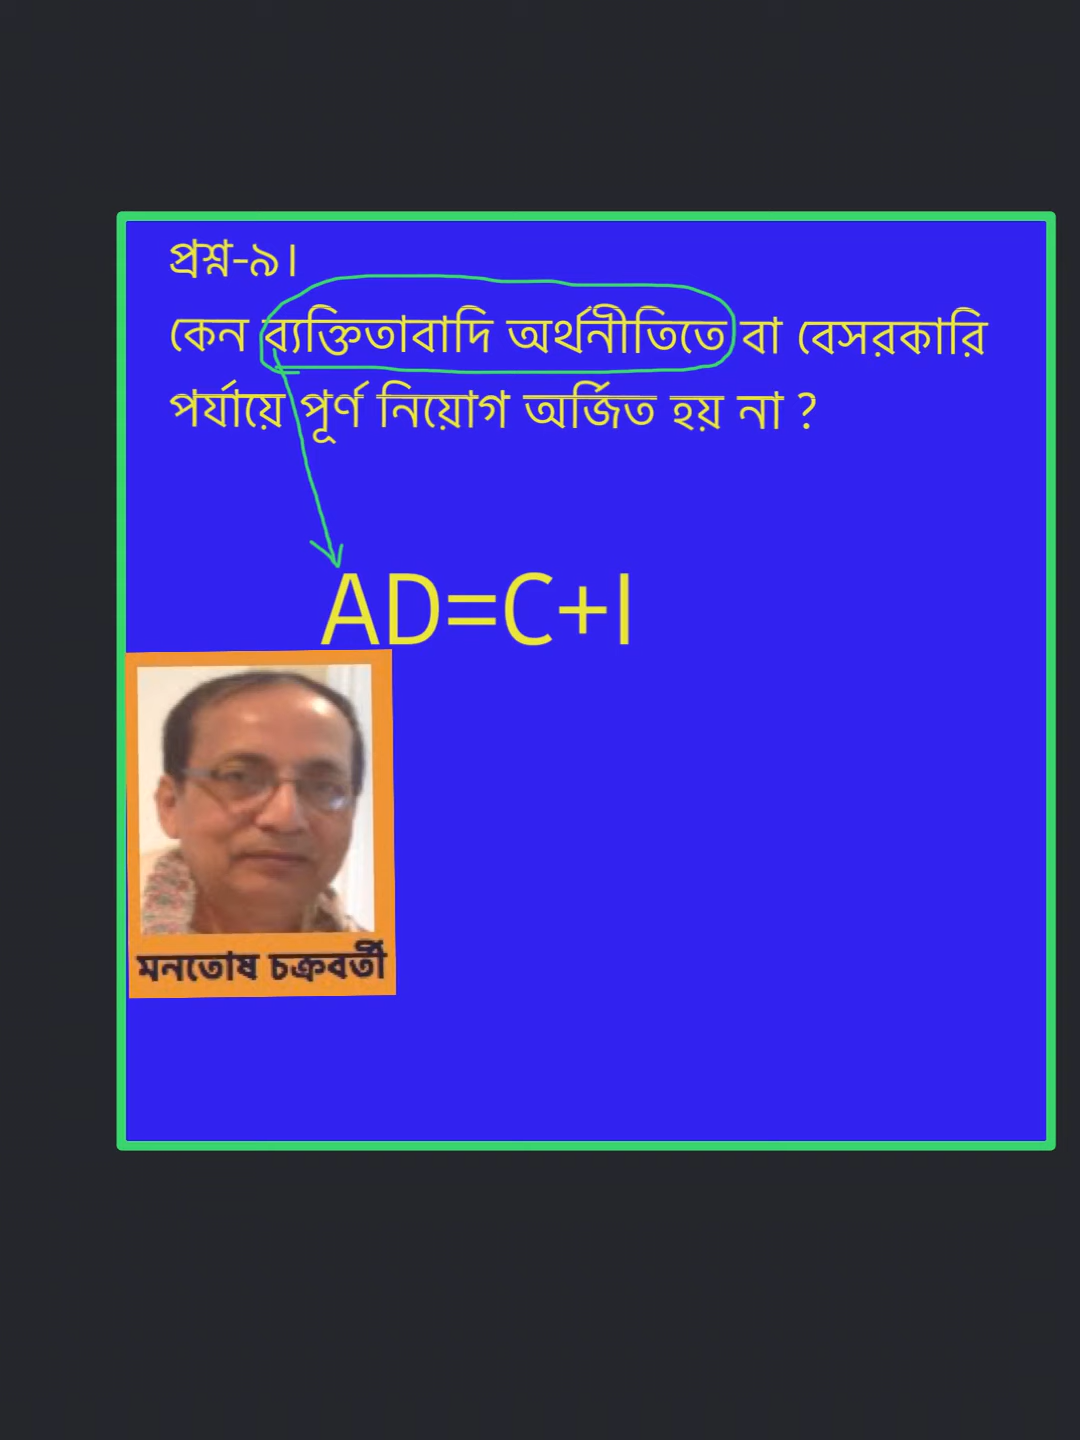 প্রশ্ন-৯।
কেন ব্যক্তিতাবাদি অর্থনীতিতে বা বেসরকারি
পর্যায়ে পূর্ণ নিয়োগ অর্জিত হয় না ?
AD=C+I
মনতোষ চক্রবর্তী